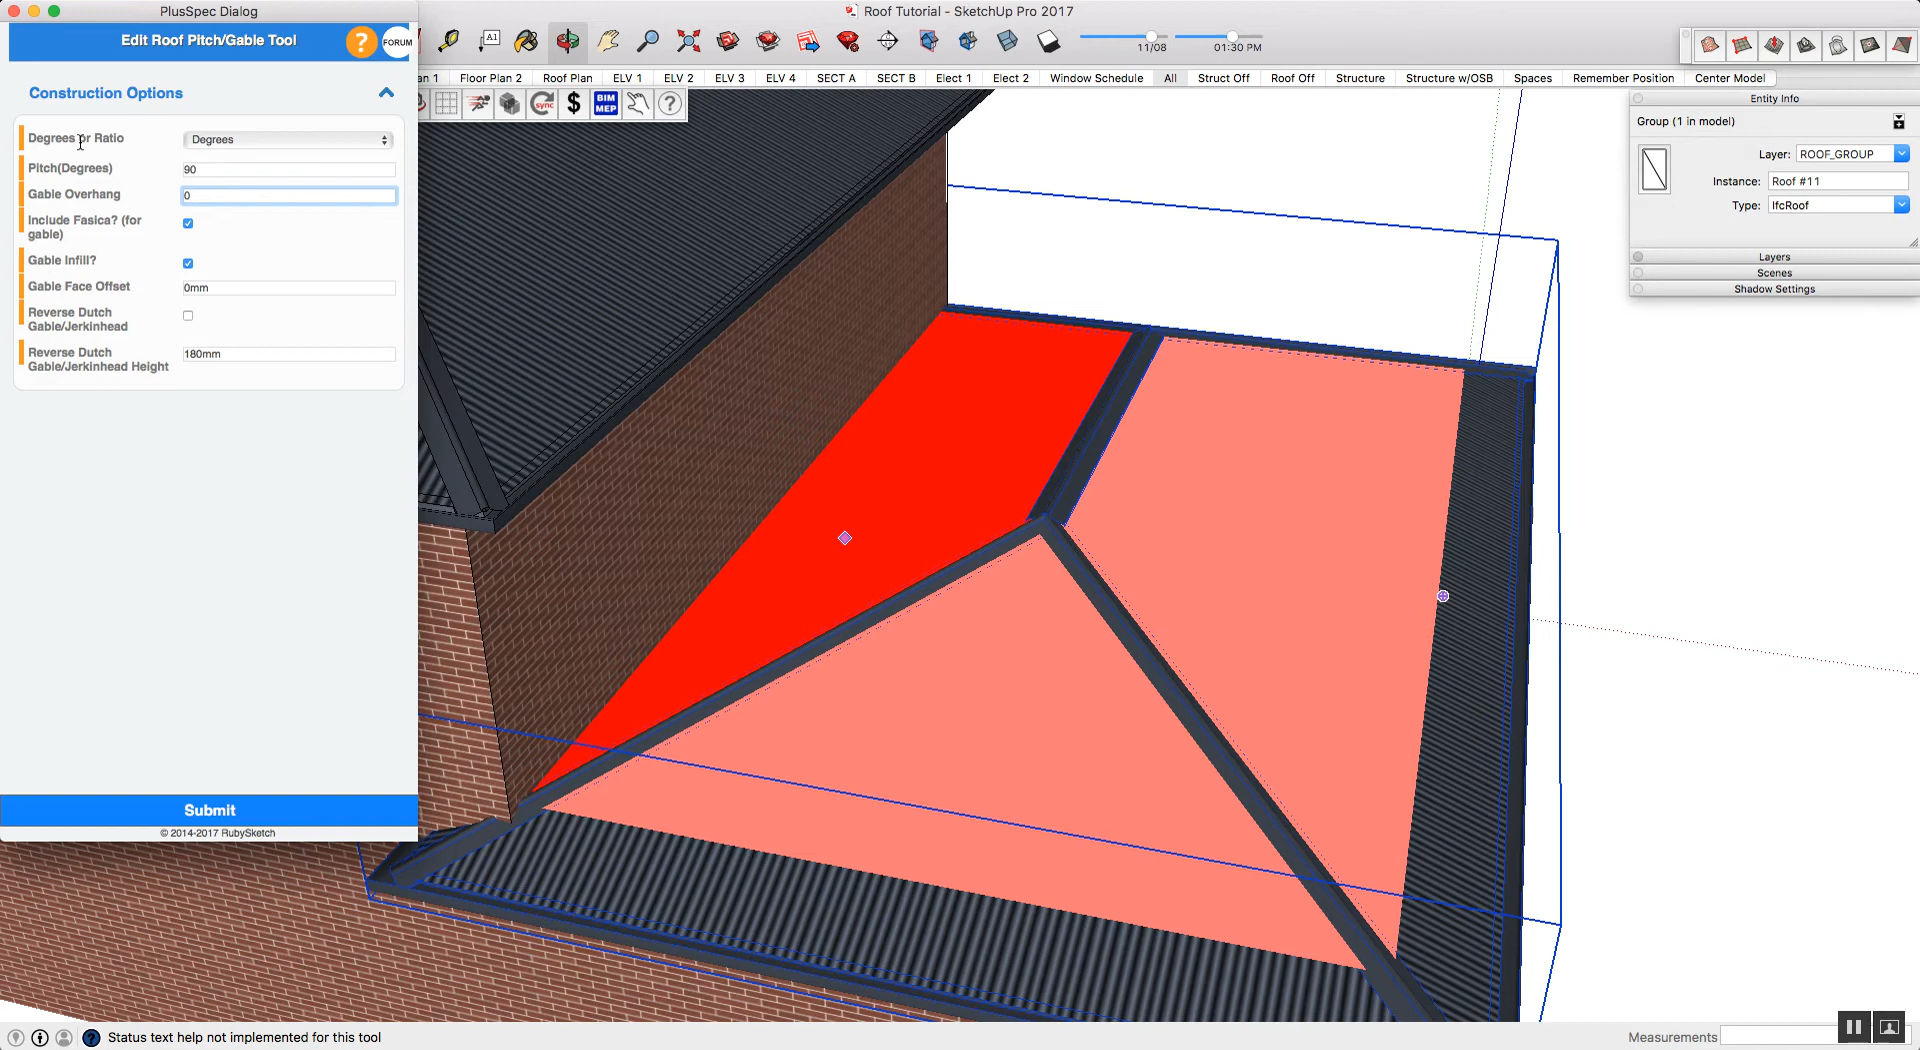 PlusSpec Dialog
Roof Tutorial - SketchUp Pro 2017
Edit Roof Pitch/Gable Tool
?
FORUM
A1
11/08
01:30 PM
an 1
Floor Plan 2
Roof Plan
ELV 1
ELV 2
ELV 3
ELV 4
SECT A
SECT B
Elect 1
Elect 2
Window Schedule
All
Struct Off
Roof Off
Structure
Structure w/OSB
Spaces
Remember Position
Center Model
sync
$
BIM
MEP
?
Construction Options
Degrees or Ratio
Degrees
Pitch(Degrees)
90
Gable Overhang
0
Include Fasica? (for
gable)
Gable Infill?
Gable Face Offset
0mm
Reverse Dutch
Gable/Jerkinhead
Reverse Dutch
Gable/Jerkinhead Height
180mm
Submit
© 2014-2017 RubySketch
Entity Info
Group (1 in model)
Layer:
ROOF_GROUP
Instance:
Roof #11
Type:
IfcRoof
Layers
Scenes
Shadow Settings
?
Status text help not implemented for this tool
Measurements